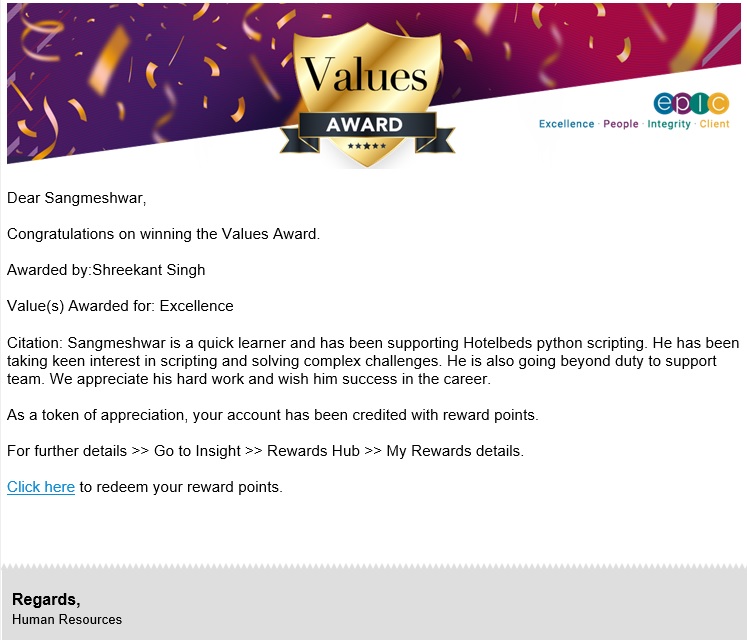 Values
AWARD
epic
Excellence · People · Integrity · Client
Dear Sangmeshwar,
Congratulations on winning the Values Award.
Awarded by:Shreekant Singh
Value(s) Awarded for: Excellence
Citation: Sangmeshwar is a quick learner and has been supporting Hotelbeds python scripting. He has been
taking keen interest in scripting and solving complex challenges. He is also going beyond duty to support
team. We appreciate his hard work and wish him success in the career.
As a token of appreciation, your account has been credited with reward points.
For further details >> Go to Insight >> Rewards Hub >> My Rewards details.
Click here to redeem your reward points.
Regards,
Human Resources